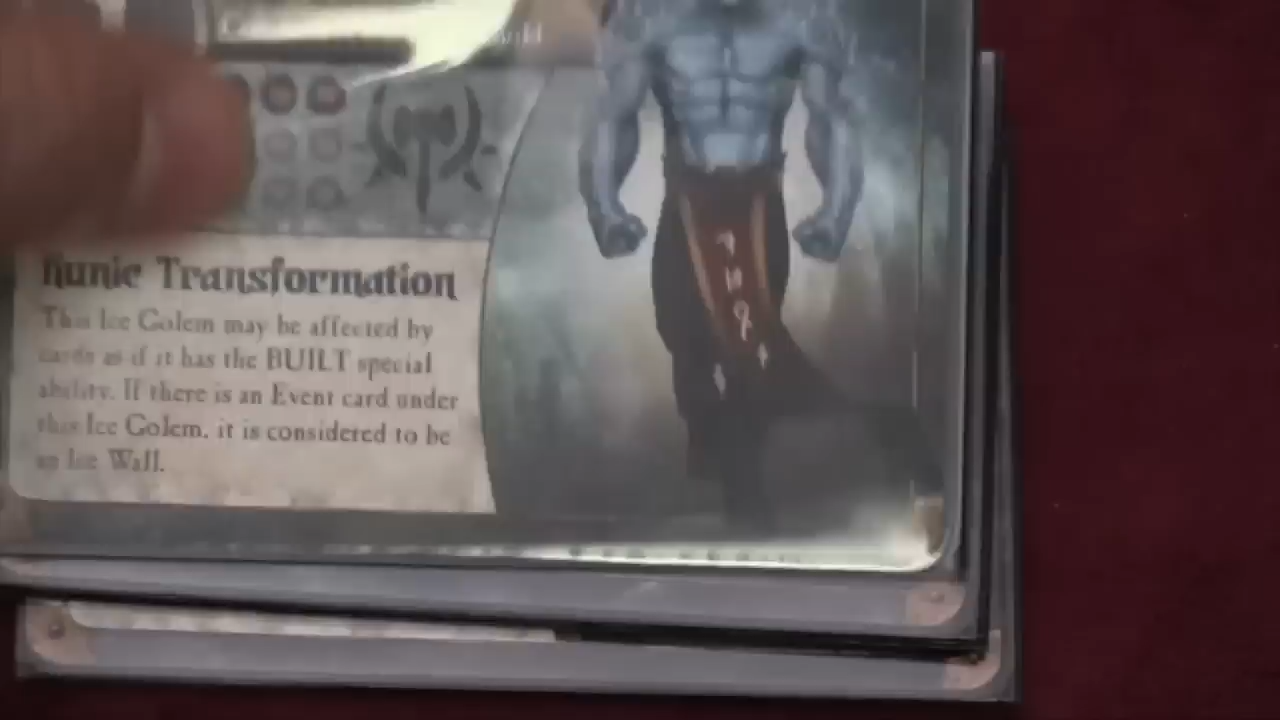 Runic Transformation
This Ice Golem may be affected by
cards as if it has the BUILT special
ability. If there is an Event card under
this Ice Golem, it is considered to be
an Ice Wall.